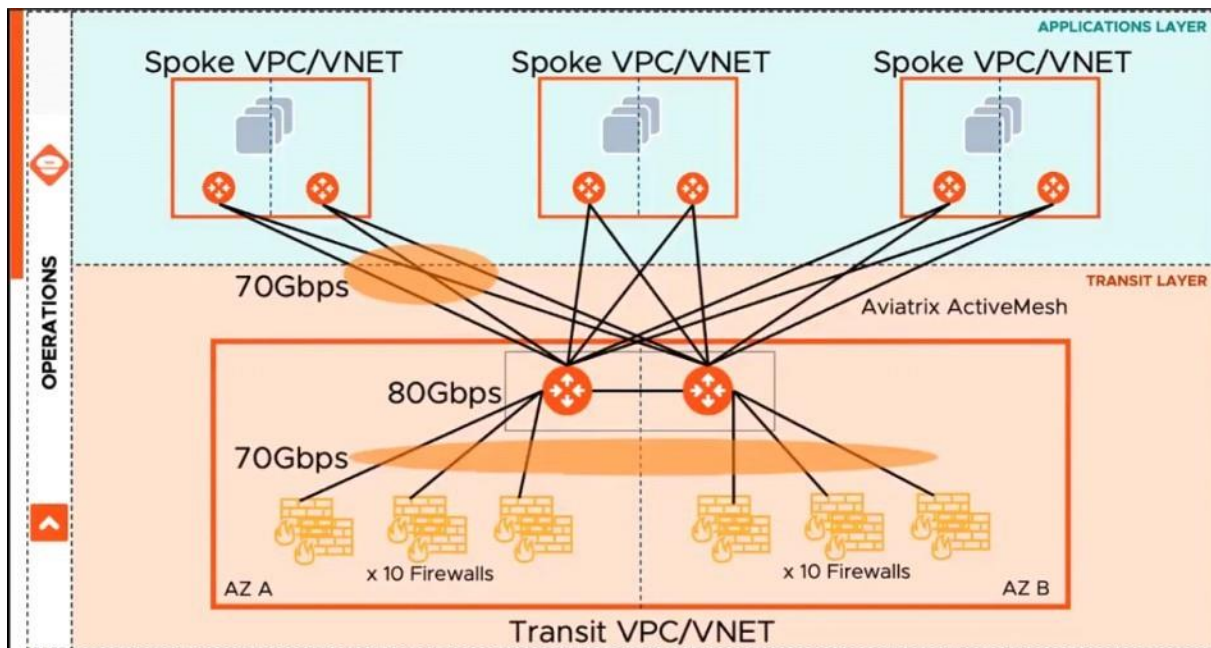 APPLICATIONS LAYER
Spoke VPC/VNET
Spoke VPC/VNET
Spoke VPC/VNET
OPERATIONS
70Gbps
TRANSIT LAYER
Aviatrix ActiveMesh
80Gbps
70Gbps
x 10 Firewalls
x 10 Firewalls
AZ A
AZ B
Transit VPC/VNET